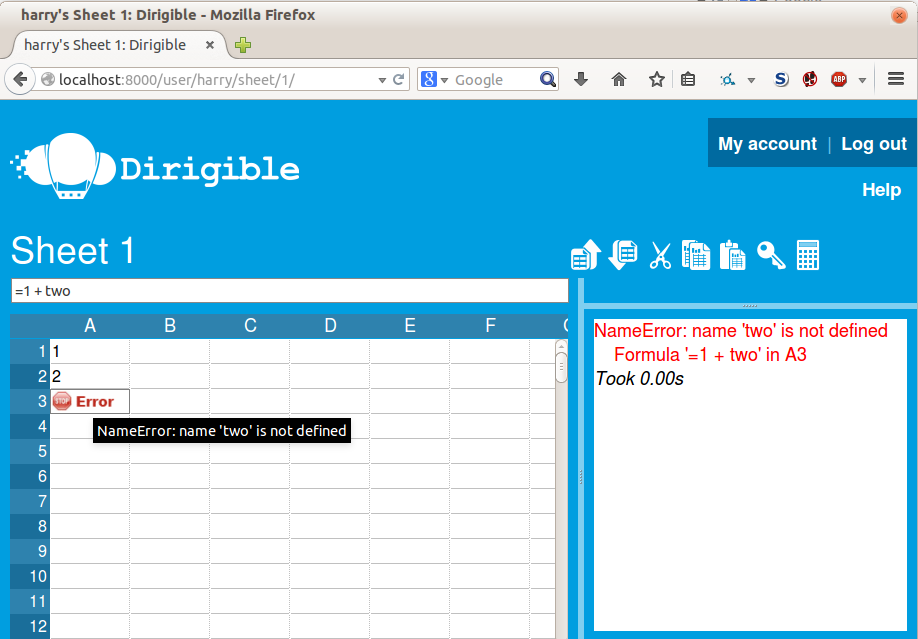 harry's Sheet 1: Dirigible - Mozilla Firefox
harry's Sheet 1: Dirigible
localhost:8000/user/harry/sheet/1/
8 Google
S ABP
My account | Log out
Dirigible
Help
Sheet 1
=1 + two
A B C D E F
1 1
2 2
3 STOP Error
4
5
6
7
8
9
10
11
12
NameError: name 'two' is not defined
NameError: name 'two' is not defined
Formula '=1 + two' in A3
Took 0.00s